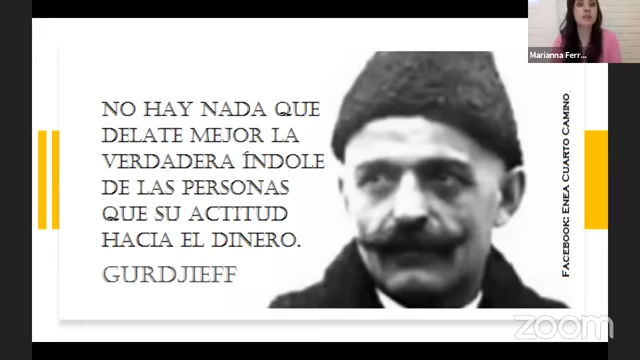 Marianna Ferr...
NO HAY NADA QUE
DELATE MEJOR LA
VERDADERA ÍNDOLE
DE LAS PERSONAS
QUE SU ACTITUD
HACIA EL DINERO.
GURDJIEFF
Facebook: Enea Cuarto Camino
zoom